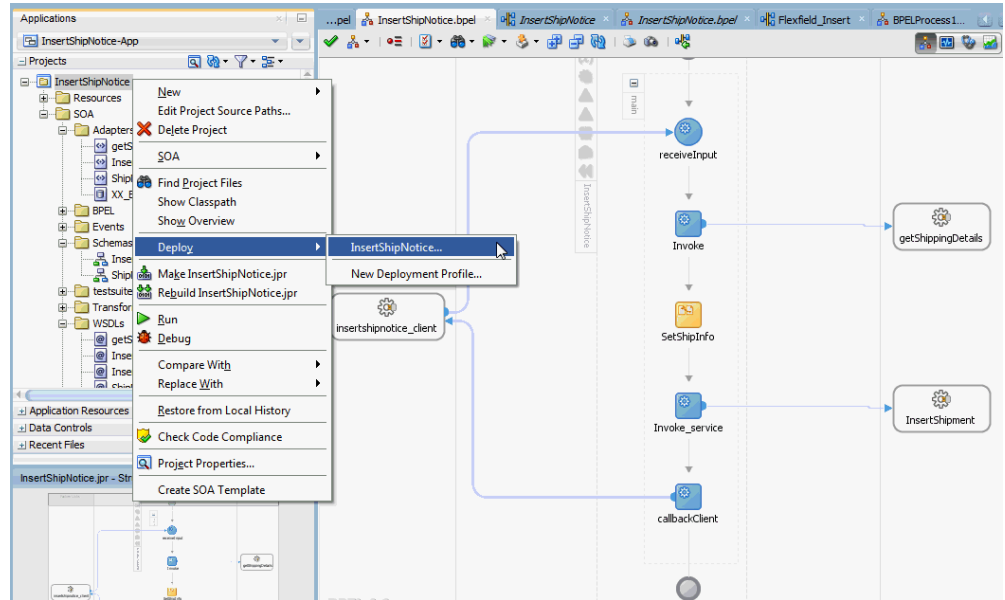 Applications
InsertShipNotice-App
Projects
InsertShipNotice
Resources
SOA
Adapters
getS
Inse
Ship
XX_E
BPEL
Events
Schemas
Inse
Shipl
testsuite
Transfor
WSDLs
getS
Inse
Inse
Application Resources
Data Controls
Recent Files
InsertShipNotice.jpr - Str
New
Edit Project Source Paths...
Delete Project
SOA
Find Project Files
Show Classpath
Show Overview
Deploy
Make InsertShipNotice.jpr
Rebuild InsertShipNotice.jpr
Run
Debug
Compare With
Replace With
Restore from Local History
Check Code Compliance
Project Properties...
Create SOA Template
InsertShipNotice...
New Deployment Profile...
...pel
InsertShipNotice.bpel
InsertShipNotice
InsertShipNotice.bpel
Flexfield_Insert
BPELProcess1...
main
InsertShipNotice
receiveInput
Invoke
getShippingDetails
insertshipnotice_client
SetShipInfo
Invoke_service
InsertShipment
callbackClient